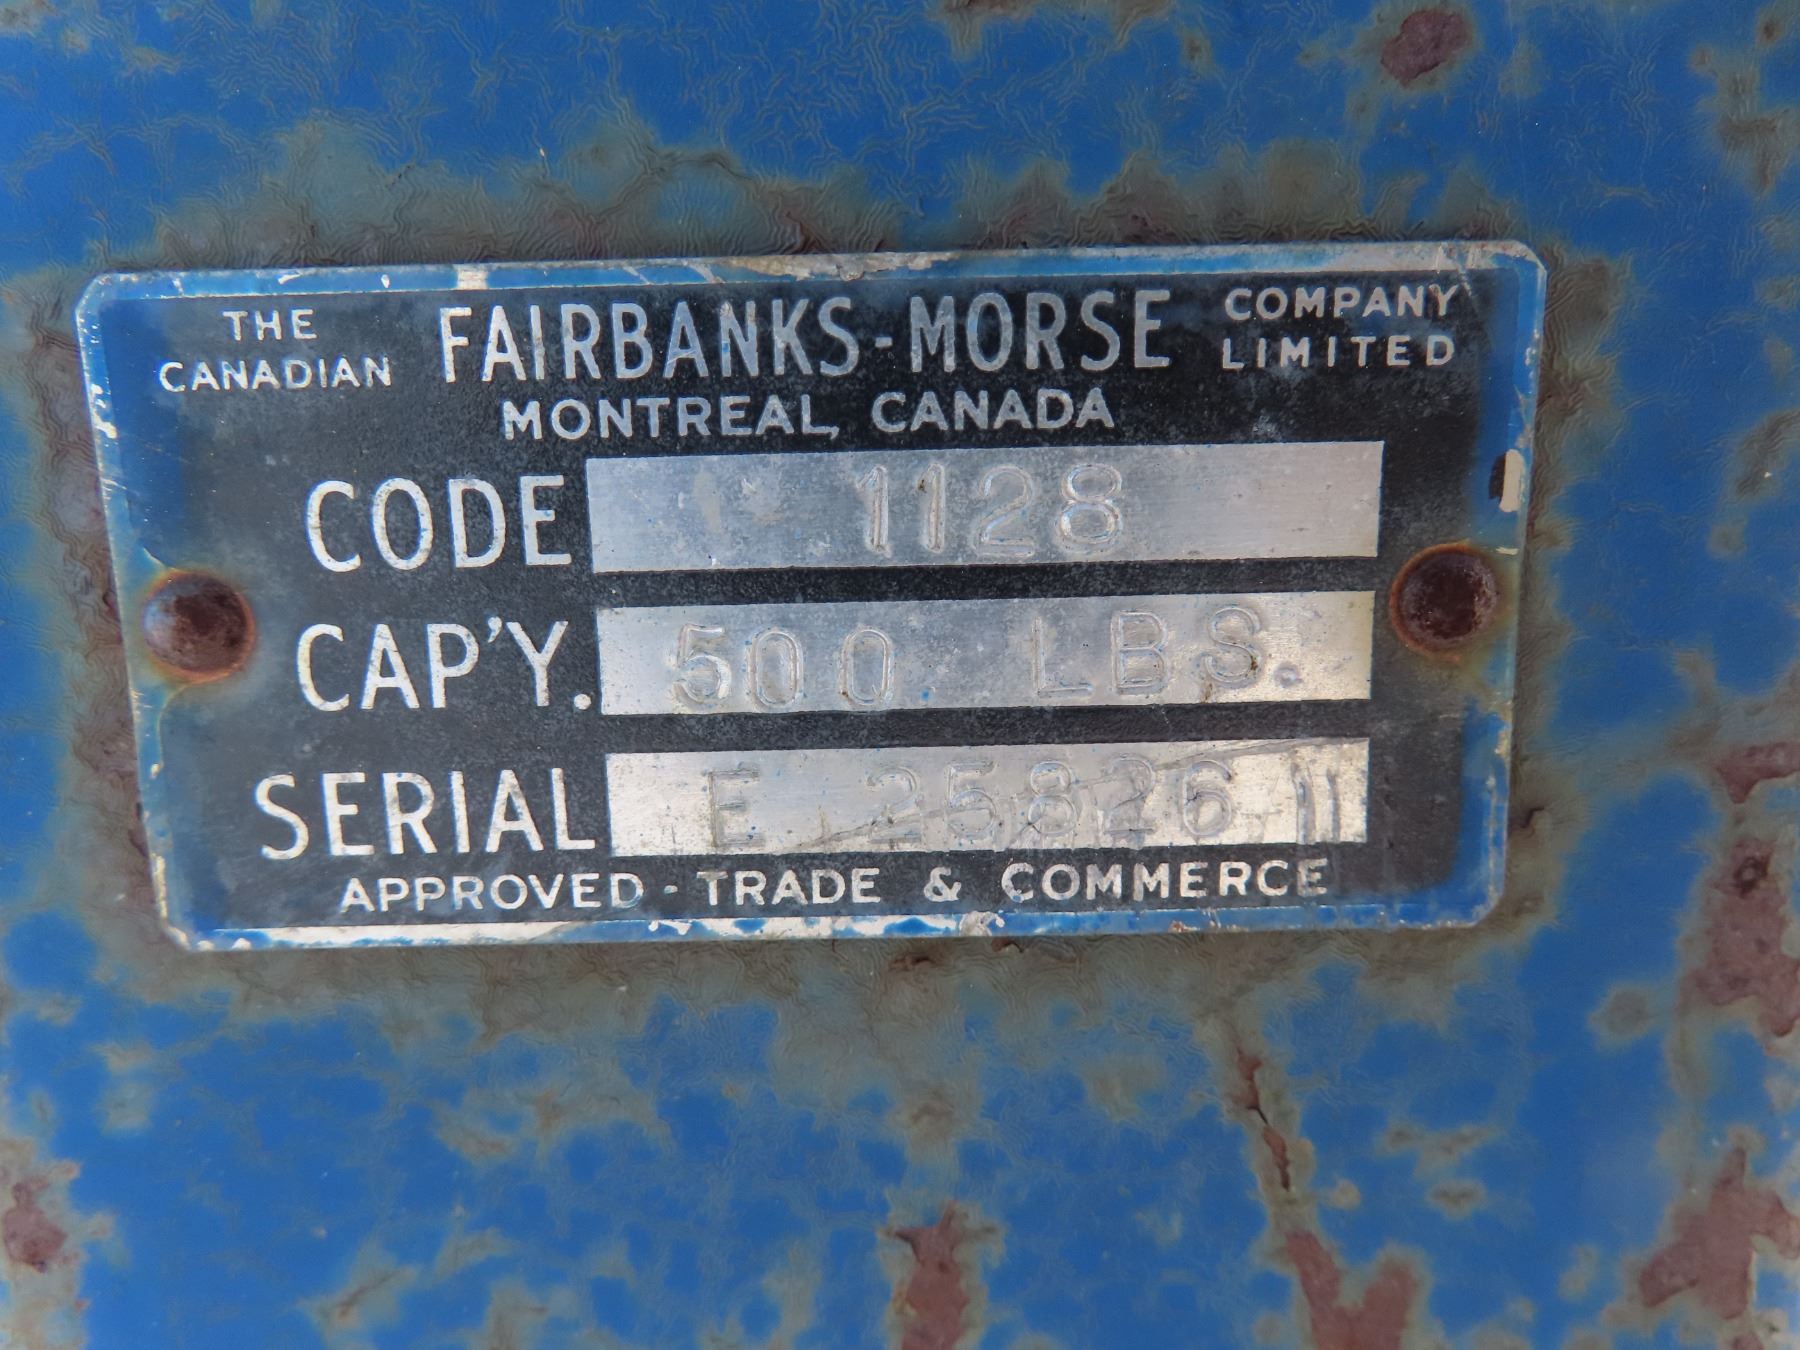 THE CANADIAN FAIRBANKS-MORSE COMPANY LIMITED
MONTREAL, CANADA
CODE 1128
CAP'Y. 500 LBS.
SERIAL E 25826
APPROVED - TRADE & COMMERCE